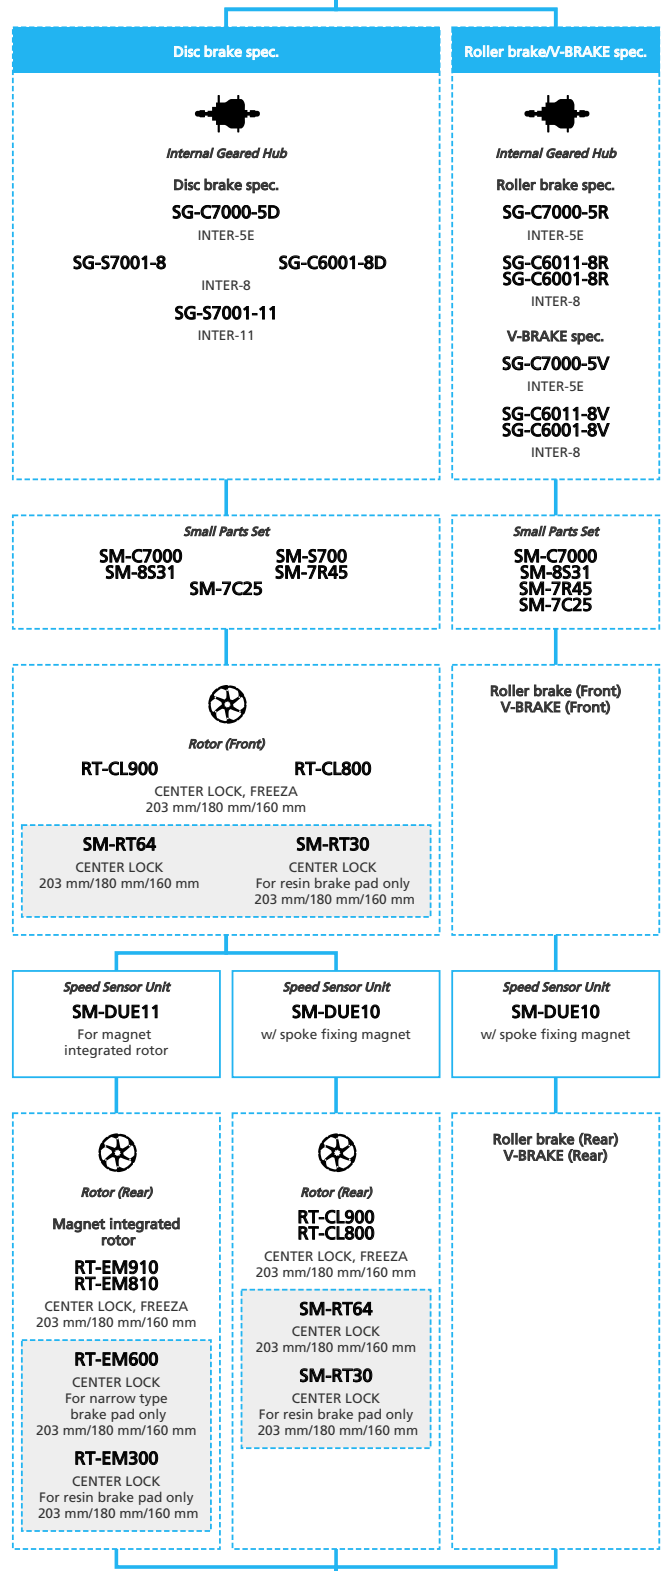 Disc brake spec.
Roller brake/V-BRAKE spec.
Internal Geared Hub
Disc brake spec.
SG-C7000-5D
INTER-5E
SG-S7001-8 SG-C6001-8D
INTER-8
SG-S7001-11
INTER-11
Internal Geared Hub
Roller brake spec.
SG-C7000-5R
INTER-5E
SG-C6011-8R
SG-C6001-8R
INTER-8
V-BRAKE spec.
SG-C7000-5V
INTER-5E
SG-C6011-8V
SG-C6001-8V
INTER-8
Small Parts Set
SM-C7000 SM-S700
SM-8S31 SM-7R45
SM-7C25
Small Parts Set
SM-C7000
SM-8S31
SM-7R45
SM-7C25
Rotor (Front)
RT-CL900 RT-CL800
CENTER LOCK, FREEZA
203 mm/180 mm/160 mm
SM-RT64
CENTER LOCK
203 mm/180 mm/160 mm
SM-RT30
CENTER LOCK
For resin brake pad only
203 mm/180 mm/160 mm
Roller brake (Front)
V-BRAKE (Front)
Speed Sensor Unit
SM-DUE11
For magnet
integrated rotor
Speed Sensor Unit
SM-DUE10
w/ spoke fixing magnet
Speed Sensor Unit
SM-DUE10
w/ spoke fixing magnet
Rotor (Rear)
Magnet integrated
rotor
RT-EM910
RT-EM810
CENTER LOCK, FREEZA
203 mm/180 mm/160 mm
RT-EM600
CENTER LOCK
For narrow type
brake pad only
203 mm/180 mm/160 mm
RT-EM300
CENTER LOCK
For resin brake pad only
203 mm/180 mm/160 mm
Rotor (Rear)
RT-CL900
RT-CL800
CENTER LOCK, FREEZA
203 mm/180 mm/160 mm
SM-RT64
CENTER LOCK
203 mm/180 mm/160 mm
SM-RT30
CENTER LOCK
For resin brake pad only
203 mm/180 mm/160 mm
Roller brake (Rear)
V-BRAKE (Rear)